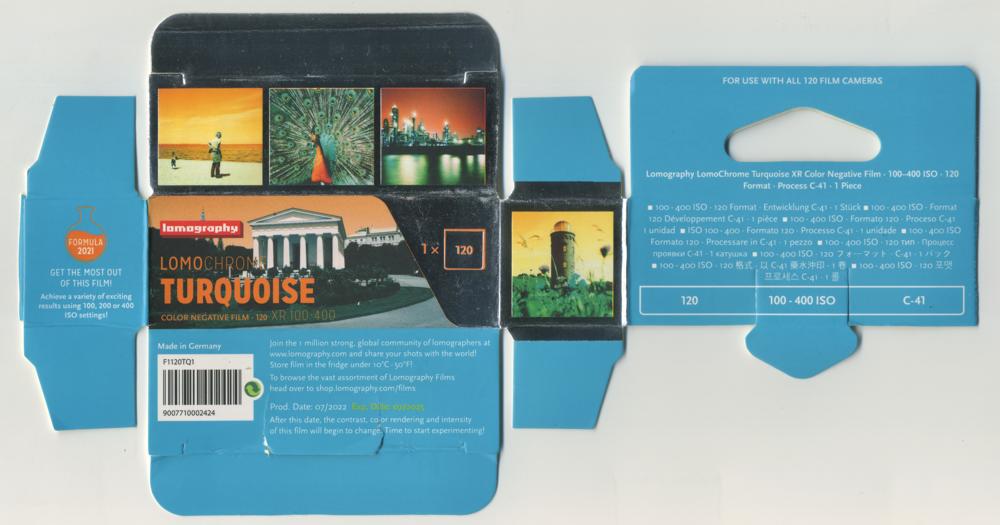 FORMULA
2021
GET THE MOST OUT
OF THIS FILM!
Achieve a variety of exciting
results using 100, 200 or 400
ISO settings!
lomography
LOMOCHROME
TURQUOISE
COLOR NEGATIVE FILM · 120 XR 100-400
1 × 120
Made in Germany
F1120TQ1
9007710002424
Join the 1 million strong, global community of lomographers at
www.lomography.com and share your shots with the world!
Store film in the fridge under 10°C - 50°F!
To browse the vast assortment of Lomography Films
head over to shop.lomography.com/films
Prod. Date: 07/2022 Exp. Date: 07/2025
After this date, the contrast, color rendering and intensity
of this film will begin to change. Time to start experimenting!
FOR USE WITH ALL 120 FILM CAMERAS
Lomography LomoChrome Turquoise XR Color Negative Film · 100–400 ISO · 120
Format · Process C-41 · 1 Piece
■ 100 - 400 ISO · 120 Format · Entwicklung C-41 · 1 Stück ■ 100 - 400 ISO · Format
120 Développement C-41 · 1 pièce ■ 100 - 400 ISO · Formato 120 · Proceso C-41
1 unidad ■ ISO 100 - 400 · Formato 120 · Processo C-41 · 1 unidade ■ 100 - 400 ISO
Formato 120 · Processare in C-41 · 1 pezzo ■ 100 - 400 ISO · 120 тип · Процесс
проявки C-41 · 1 катушка ■ 100 - 400 ISO · 120 フォーマット · C-41 · 1 パック
■ 100 - 400 ISO · 120 格式 · 以 C-41 藥水沖印 · 1 卷 ■ 100 - 400 ISO · 120 포맷
프로세스 C-41 · 1 롤
120 100 - 400 ISO C-41